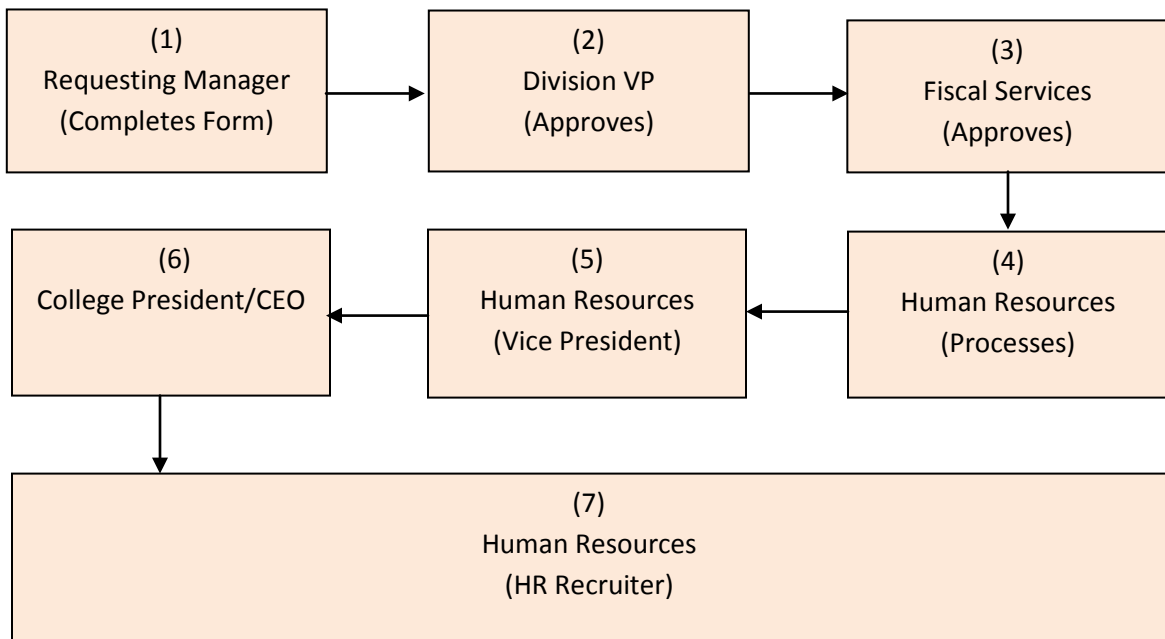 (1)
Requesting Manager
(Completes Form)
(2)
Division VP
(Approves)
(3)
Fiscal Services
(Approves)
(4)
Human Resources
(Processes)
(5)
Human Resources
(Vice President)
(6)
College President/CEO
(7)
Human Resources
(HR Recruiter)